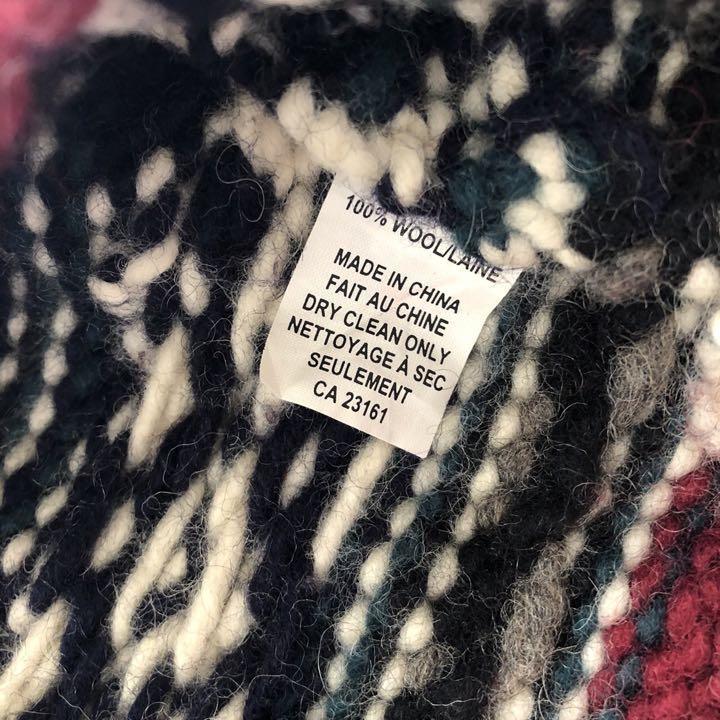 100% WOOL/LAINE
MADE IN CHINA
FAIT AU CHINE
DRY CLEAN ONLY
NETTOYAGE À SEC
SEULEMENT
CA 23161